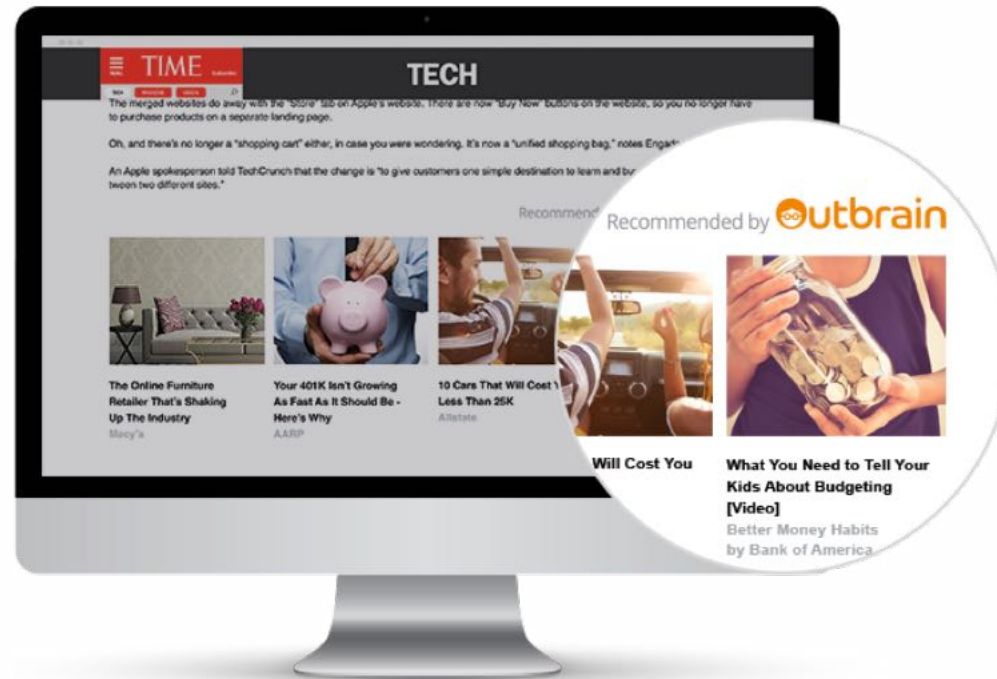 TIME
TECH
The merged websites do away with the "Store" tab on Apple's website. There are now "Buy Now" buttons on the website, so you no longer have
to purchase products on a separate landing page.
Oh, and there's no longer a "shopping cart" either, in case you were wondering. It's now a "unified shopping bag," notes
An Apple spokesperson told TechCrunch that the change is "to give customers one simple destination to learn and
tween two different sites."
Recommended by Outbrain
The Online Furniture
Retailer That's Shaking
Up The Industry
Macy's
Your 401K Isn't Growing
As Fast As It Should Be -
Here's Why
AARP
10 Cars That Will Cost
Less Than 25K
Allstate
Will Cost You
What You Need to Tell Your
Kids About Budgeting
[Video]
Better Money Habits
by Bank of America